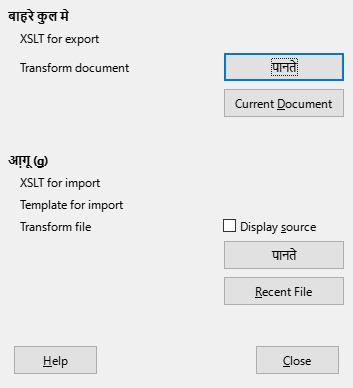 बाहरे कुल मे
XSLT for export
Transform document
पानते
Current Document
आगू़ (g)
XSLT for import
Template for import
Transform file
Display source
पानते
Recent File
Help
Close